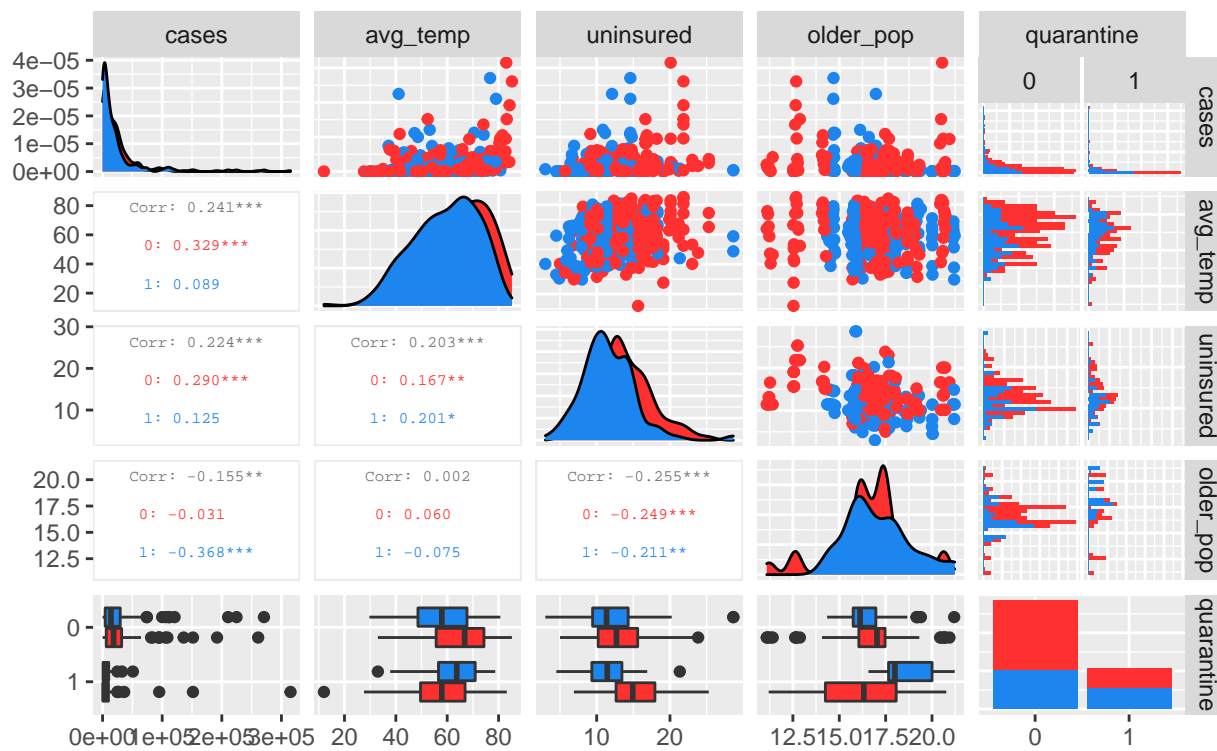 cases
avg_temp
uninsured
older_pop
quarantine
4e−05
3e−05
2e−05
1e−05
0e+00
0
1
cases
80
60
40
20
Corr: 0.241***
0: 0.329***
1: 0.089
avg_temp
30
20
10
Corr: 0.224***
0: 0.290***
1: 0.125
Corr: 0.203***
0: 0.167**
1: 0.201*
uninsured
20.0
17.5
15.0
12.5
Corr: −0.155**
0: −0.031
1: −0.368***
Corr: 0.002
0: 0.060
1: −0.075
Corr: −0.255***
0: −0.249***
1: −0.211**
older_pop
0
1
quarantine
0e+00 1e+05 2e+05 3e+05
20 40 60 80
10 20
12.5 15.0 17.5 20.0
0 1